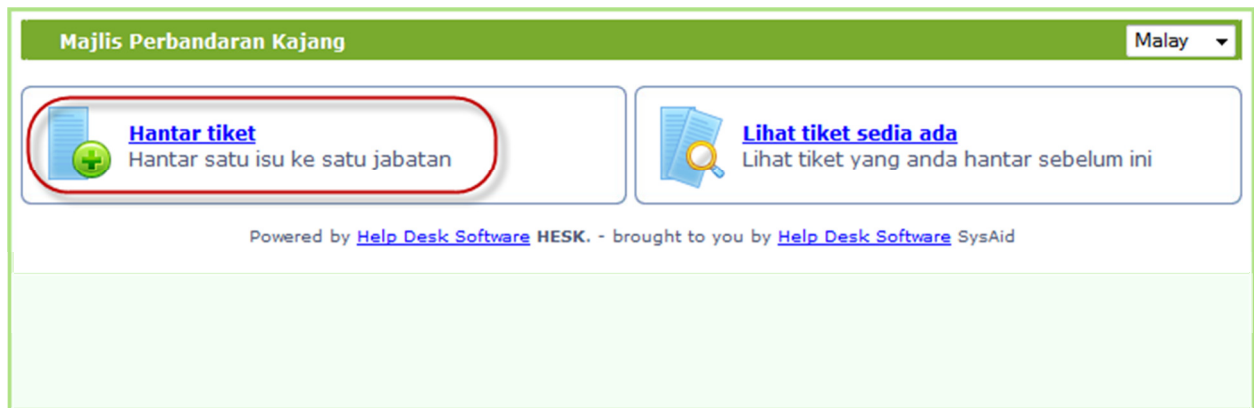 Majlis Perbandaran Kajang
Malay
Hantar tiket
Hantar satu isu ke satu jabatan
Lihat tiket sedia ada
Lihat tiket yang anda hantar sebelum ini
Powered by Help Desk Software HESK. - brought to you by Help Desk Software SysAid